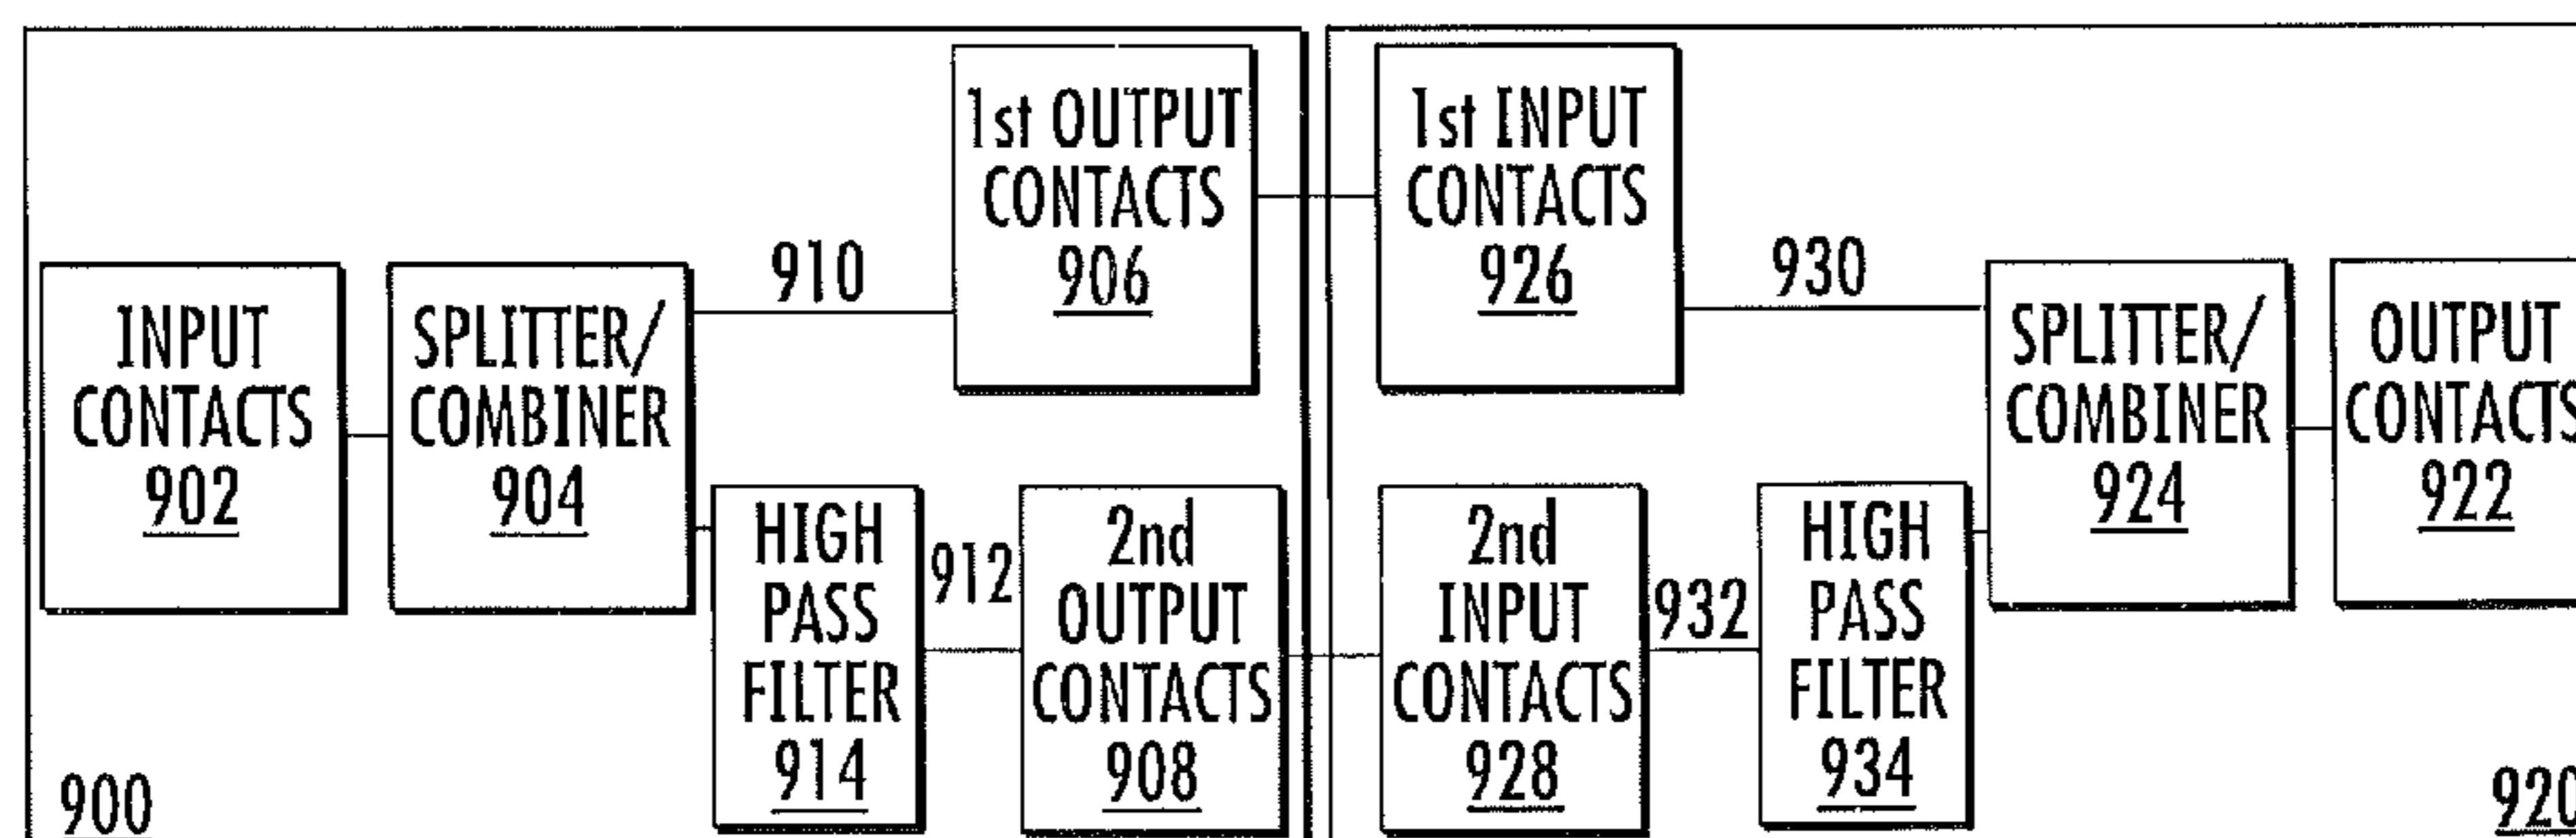 INPUT
CONTACTS
902
SPLITTER/
COMBINER
904
910
1st OUTPUT
CONTACTS
906
HIGH
PASS
FILTER
914
912
2nd
OUTPUT
CONTACTS
908
900
1st INPUT
CONTACTS
926
930
2nd
INPUT
CONTACTS
928
932
HIGH
PASS
FILTER
934
SPLITTER/
COMBINER
924
OUTPUT
CONTACTS
922
920